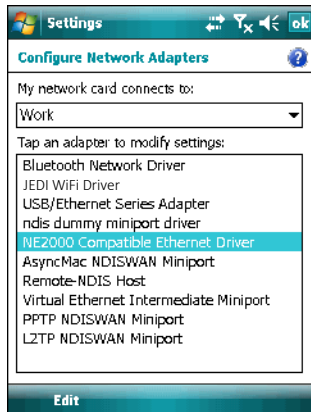 Settings
ok
Configure Network Adapters
?
My network card connects to:
Work
Tap an adapter to modify settings:
Bluetooth Network Driver
JEDI WiFi Driver
USB/Ethernet Series Adapter
ndis dummy miniport driver
NE2000 Compatible Ethernet Driver
AsyncMac NDISWAN Miniport
Remote-NDIS Host
Virtual Ethernet Intermediate Miniport
PPTP NDISWAN Miniport
L2TP NDISWAN Miniport
Edit